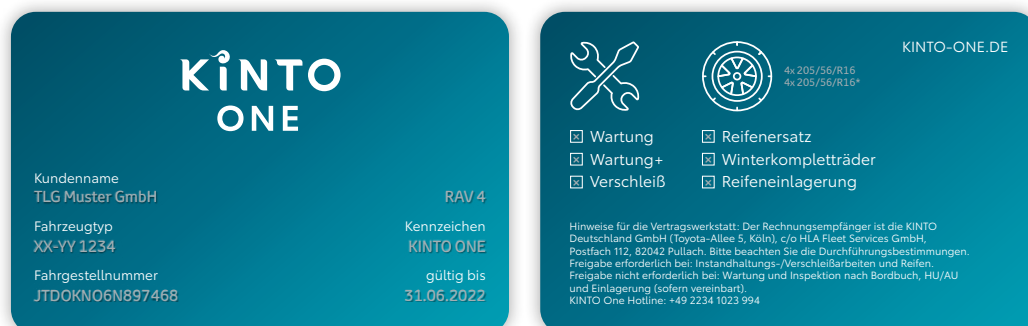 KINTO
ONE
Kundenname
TLG Muster GmbH
RAV 4
Fahrzeugtyp
Kennzeichen
XX-YY 1234
KINTO ONE
Fahrgestellnummer
gültig bis
JTDOKNO6N897468
31.06.2022
KINTO-ONE.DE
4x 205/56/R16
4x 205/56/R16*
Wartung
Reifenersatz
Wartung+
Winterkompletträder
Verschleiß
Reifeneinlagerung
Hinweise für die Vertragswerkstatt: Der Rechnungsempfänger ist die KINTO
Deutschland GmbH (Toyota-Allee 5, Köln), c/o HLA Fleet Services GmbH,
Postfach 112, 82042 Pullach. Bitte beachten Sie die Durchführungsbestimmungen.
Freigabe erforderlich bei: Instandhaltungs-/Verschleißarbeiten und Reifen.
Freigabe nicht erforderlich bei: Wartung und Inspektion nach Bordbuch, HU/AU
und Einlagerung (sofern vereinbart).
KINTO One Hotline: +49 2234 1023 994